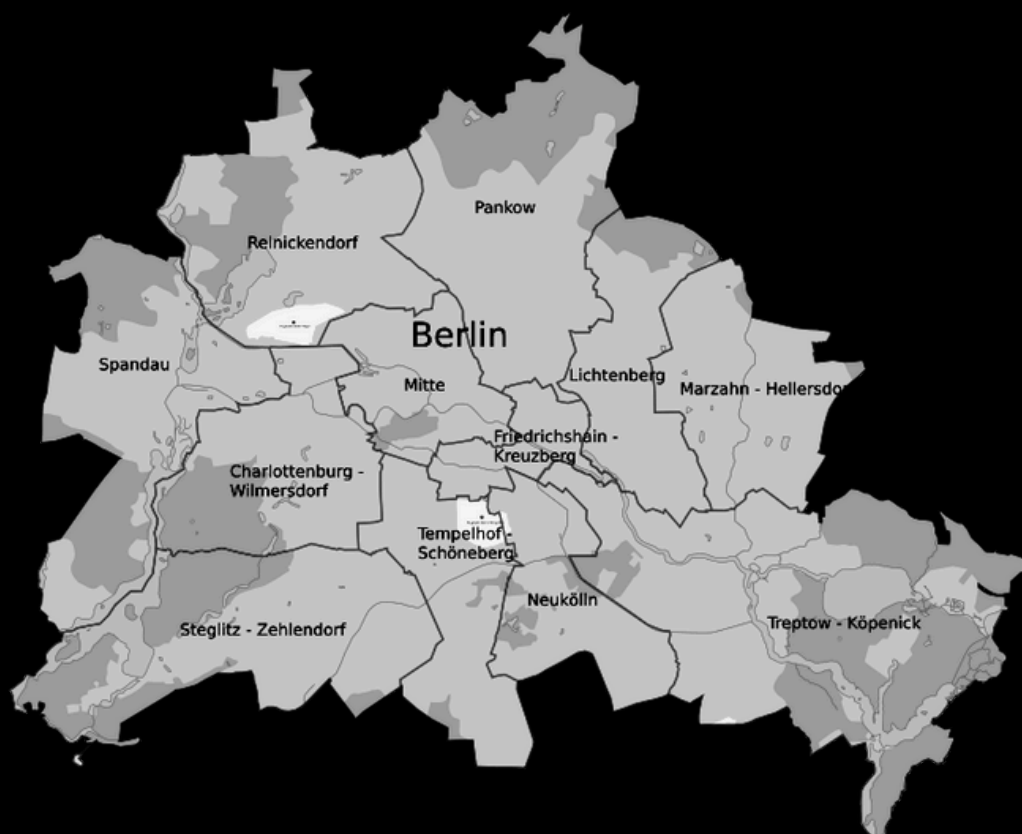 Pankow
Reinickendorf
Berlin
Spandau
Mitte
Lichtenberg
Marzahn - Hellersdo
Friedrichshain -
Kreuzberg
Charlottenburg -
Wilmersdorf
Tempelhof -
Schöneberg
Neukölln
Steglitz - Zehlendorf
Treptow - Köpenick